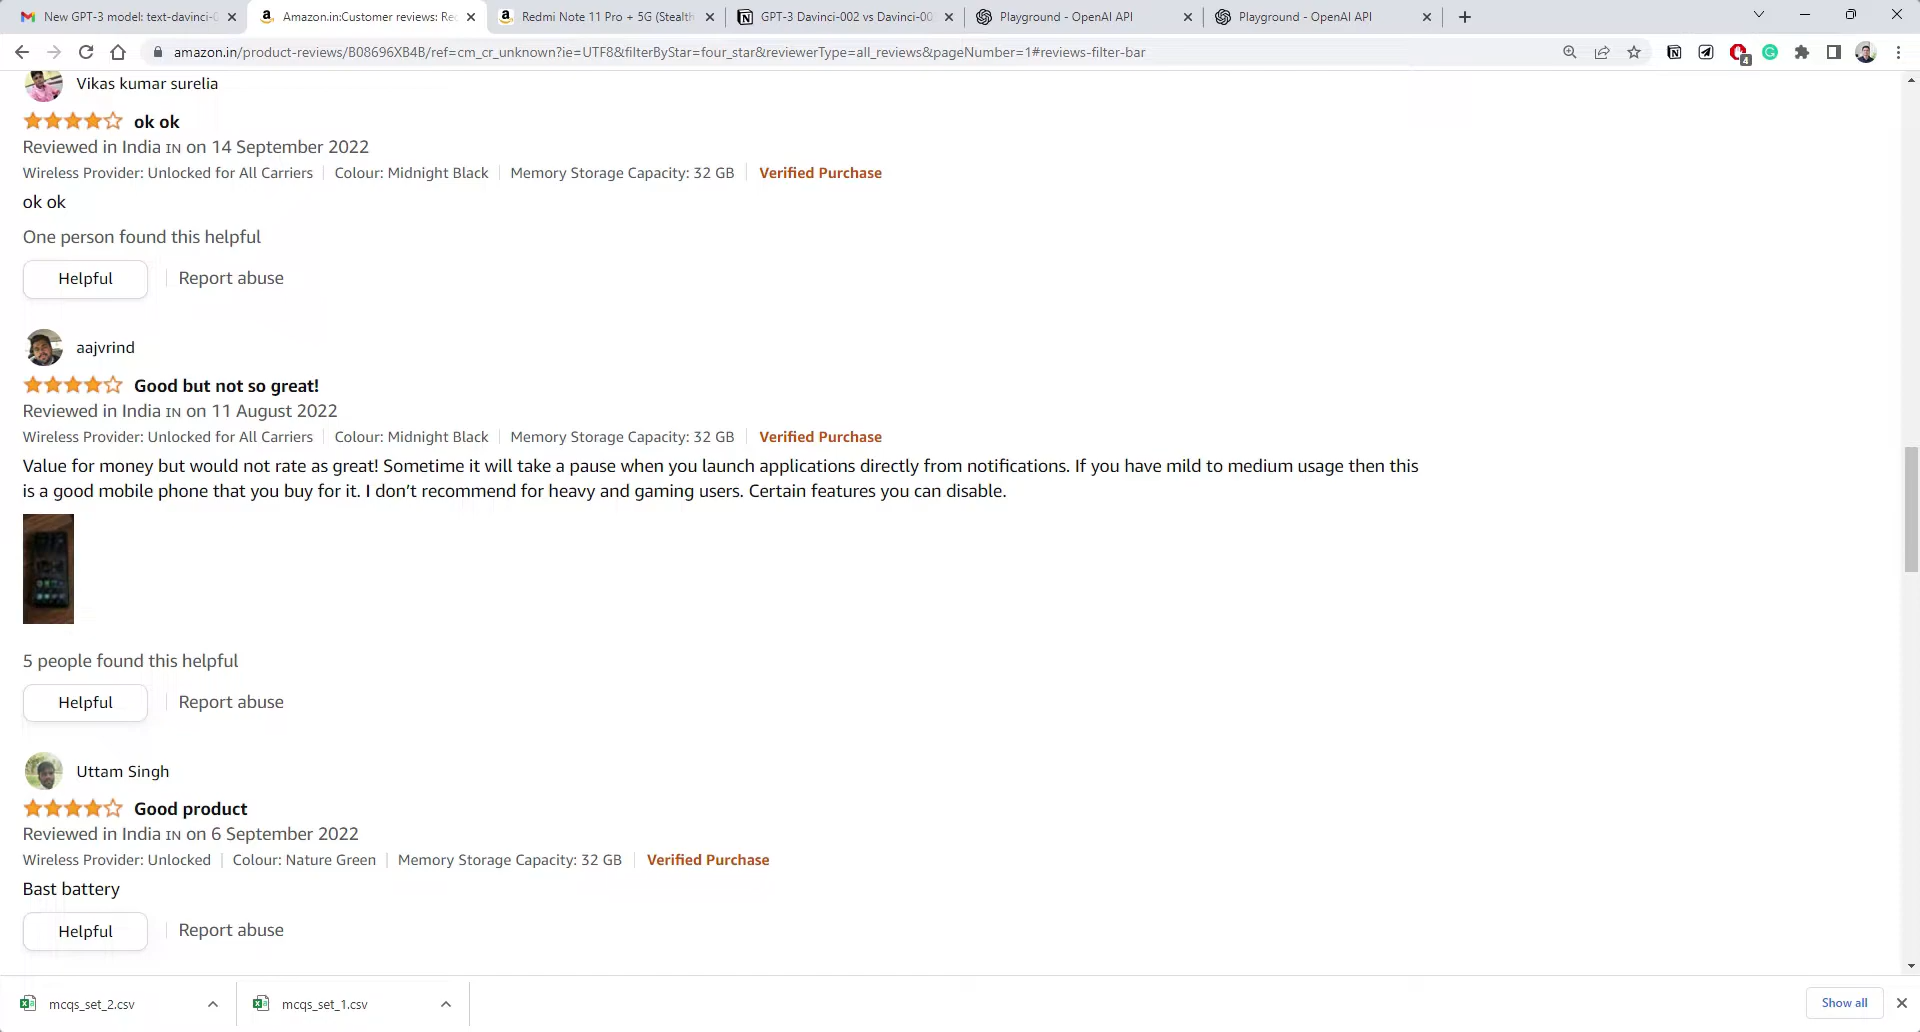 New GPT-3 model: text-davinci-0
Amazon.in:Customer reviews: Re
Redmi Note 11 Pro + 5G (Stealth
GPT-3 Davinci-002 vs Davinci-00
Playground - OpenAI API
Playground - OpenAI API
amazon.in/product-reviews/B08696XB4B/ref=cm_cr_unknown?ie=UTF8&filterByStar=four_star&reviewerType=all_reviews&pageNumber=1#reviews-filter-bar
4
Vikas kumar surelia
ok ok
Reviewed in India IN on 14 September 2022
Wireless Provider: Unlocked for All Carriers | Colour: Midnight Black | Memory Storage Capacity: 32 GB | Verified Purchase
ok ok
One person found this helpful
Helpful | Report abuse
aajvrind
Good but not so great!
Reviewed in India IN on 11 August 2022
Wireless Provider: Unlocked for All Carriers | Colour: Midnight Black | Memory Storage Capacity: 32 GB | Verified Purchase
Value for money but would not rate as great! Sometime it will take a pause when you launch applications directly from notifications. If you have mild to medium usage then this
is a good mobile phone that you buy for it. I don’t recommend for heavy and gaming users. Certain features you can disable.
5 people found this helpful
Helpful | Report abuse
Uttam Singh
Good product
Reviewed in India IN on 6 September 2022
Wireless Provider: Unlocked | Colour: Nature Green | Memory Storage Capacity: 32 GB | Verified Purchase
Bast battery
Helpful | Report abuse
mcqs_set_2.csv
mcqs_set_1.csv
Show all